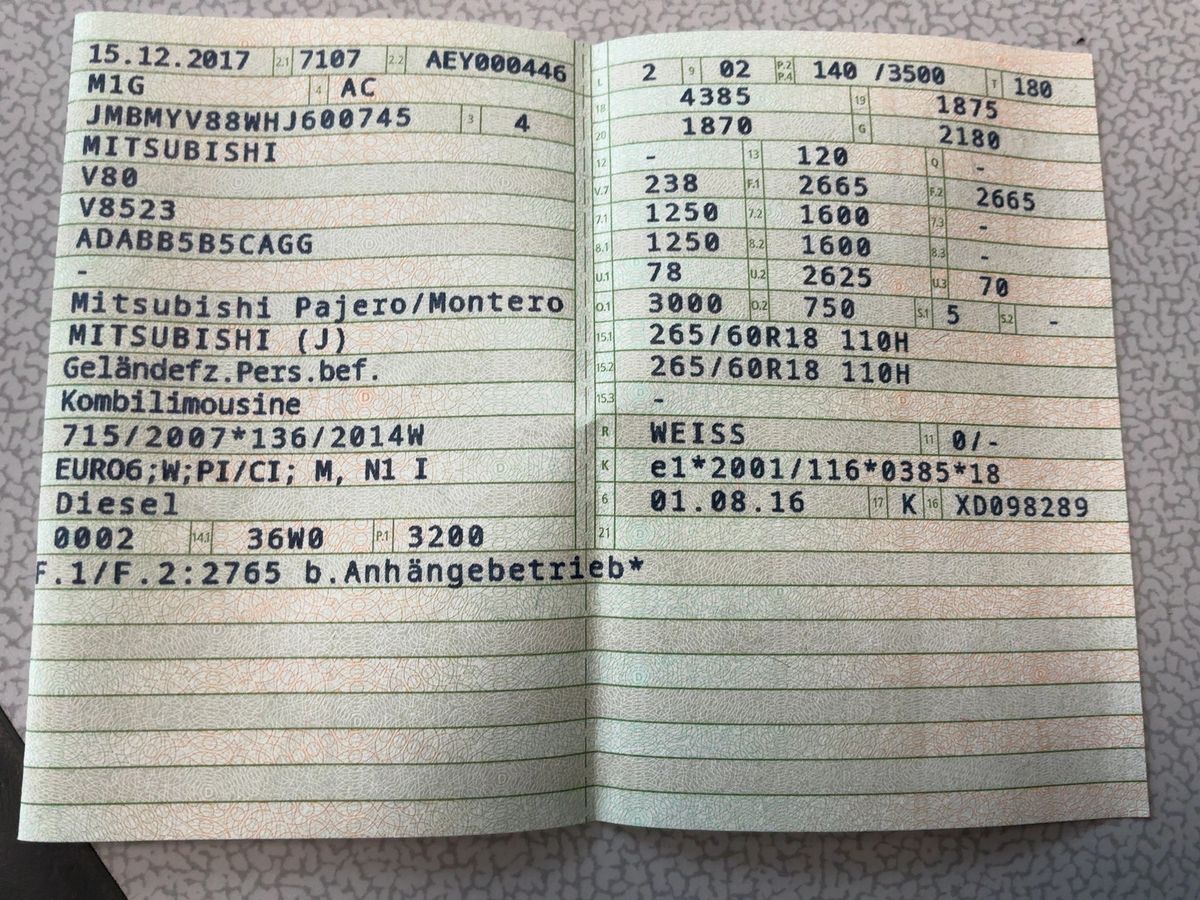 15.12.2017 2.1 7107 2.2 AEY000446
M1G 4 AC
JMBMYV88WHJ600745 3 4
MITSUBISHI
V80
V8523
ADABB5B5CAGG
-
Mitsubishi Pajero/Montero
MITSUBISHI (J)
Geländefz.Pers.bef.
Kombilimousine
715/2007*136/2014W
EURO6;W;PI/CI; M, N1 I
Diesel
0002 14.1 36W0 P.1 3200
F.1/F.2:2765 b.Anhängebetrieb*
L 2 9 02 P.2 P.4 140 /3500 T 180
18 4385 19 1875
20 1870 G 2180
12 - 13 120 Q -
V.7 238 F.1 2665 F.2 2665
7.1 1250 7.2 1600 7.3 -
8.1 1250 8.2 1600 8.3 -
U.1 78 U.2 2625 U.3 70
O.1 3000 O.2 750 S.1 5 S.2 -
15.1 265/60R18 110H
15.2 265/60R18 110H
15.3 -
R WEISS 11 0/-
K e1*2001/116*0385*18
6 01.08.16 17 K 16 XD098289
21